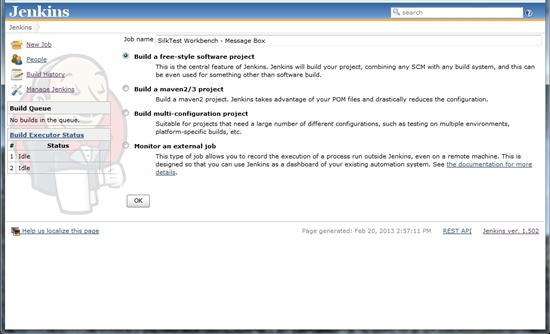 Jenkins
search
Jenkins
New Job
People
Build History
Manage Jenkins
Build Queue
No builds in the queue.
Build Executor Status
# Status
1 Idle
2 Idle
Job name SilkTest Workbench - Message Box
Build a free-style software project
This is the central feature of Jenkins. Jenkins will build your project, combining any SCM with any build system, and this can
be even used for something other than software build.
Build a maven2/3 project
Build a maven2 project. Jenkins takes advantage of your POM files and drastically reduces the configuration.
Build multi-configuration project
Suitable for projects that need a large number of different configurations, such as testing on multiple environments,
platform-specific builds, etc.
Monitor an external job
This type of job allows you to record the execution of a process run outside Jenkins, even on a remote machine. This is
designed so that you can use Jenkins as a dashboard of your existing automation system. See the documentation for more
details.
OK
Help us localize this page
Page generated: Feb 20, 2013 2:57:11 PM REST API Jenkins ver. 1.502